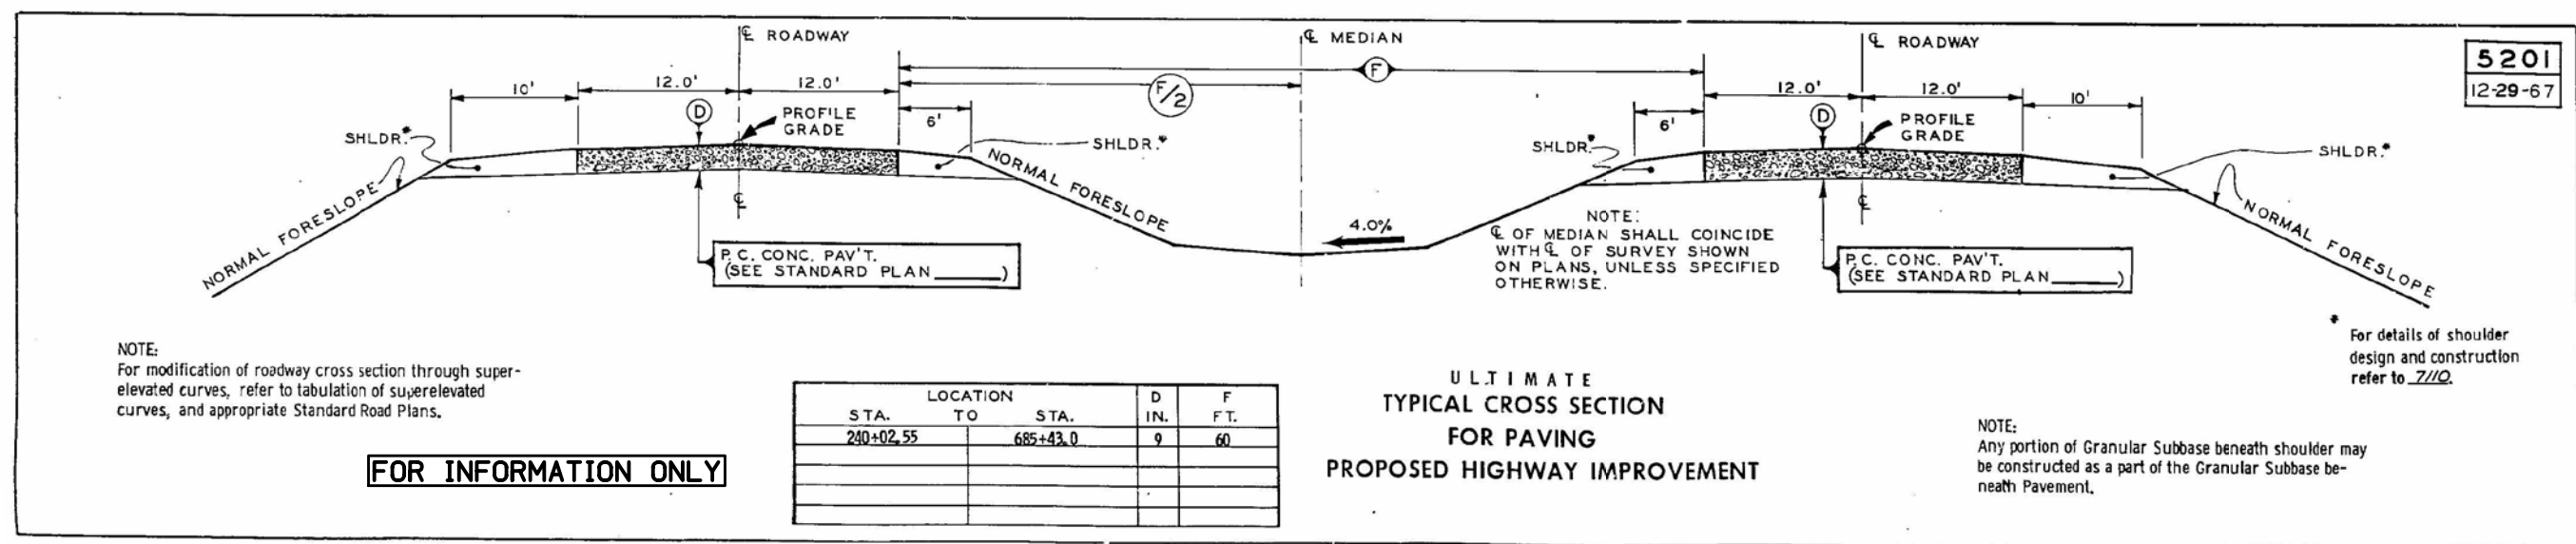 ℄ ROADWAY
℄ MEDIAN
℄ ROADWAY
5201
12-29-67
10'
12.0'
12.0'
F
F/2
6'
D
PROFILE
GRADE
SHLDR.*
SHLDR.*
NORMAL FORESLOPE
NORMAL FORESLOPE
℄
P.C. CONC. PAV'T.
(SEE STANDARD PLAN ______)
4.0%
6'
12.0'
12.0'
10'
D
PROFILE
GRADE
SHLDR.*
SHLDR.*
NORMAL FORESLOPE
℄
P.C. CONC. PAV'T.
(SEE STANDARD PLAN ______)
NOTE:
℄ OF MEDIAN SHALL COINCIDE
WITH ℄ OF SURVEY SHOWN
ON PLANS, UNLESS SPECIFIED
OTHERWISE.
NOTE:
For modification of roadway cross section through super-
elevated curves, refer to tabulation of superelevated
curves, and appropriate Standard Road Plans.
FOR INFORMATION ONLY
LOCATION D F
STA. TO STA. IN. FT.
240+02.55 685+43.0 9 60
ULTIMATE
TYPICAL CROSS SECTION
FOR PAVING
PROPOSED HIGHWAY IMPROVEMENT
* For details of shoulder
design and construction
refer to 7110.
NOTE:
Any portion of Granular Subbase beneath shoulder may
be constructed as a part of the Granular Subbase be-
neath Pavement.